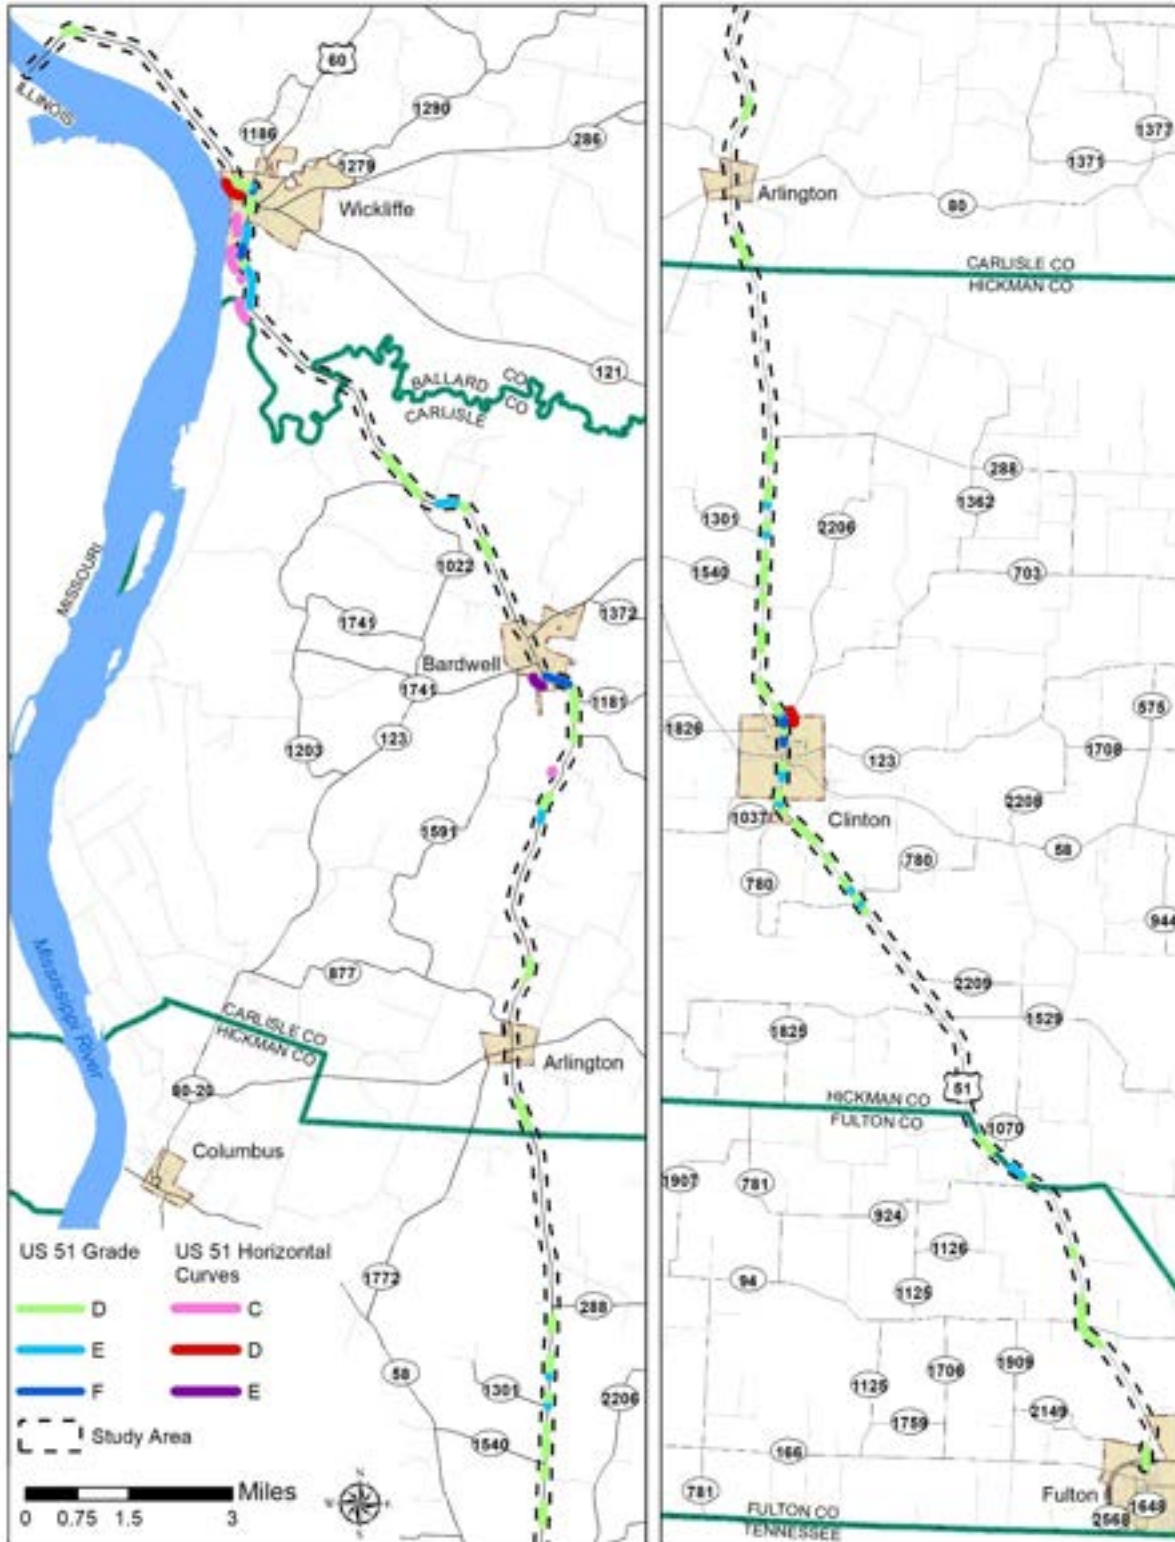 60
ILLINOIS
1290
1186
286
1279
Wickliffe
121
BALLARD CO
CARLISLE CO
MISSOURI
1022
1372
1741
Bardwell
1741
1181
123
1203
1591
Mississippi River
877
CARLISLE CO
HICKMAN CO
Arlington
80-20
Columbus
1772
288
58
1301
2206
1540
US 51 Grade
D
E
F
US 51 Horizontal
Curves
C
D
E
Study Area
Miles
0 0.75 1.5 3
N
W E
S
1377
1371
Arlington
80
CARLISLE CO
HICKMAN CO
288
1362
1301
2206
1540
703
575
1826
123
1708
2208
1037
Clinton
58
780
780
944
2209
1529
1825
51
HICKMAN CO
FULTON CO
1070
1907
781
924
1126
94
1125
1909
1706
1125
2149
1759
166
781
Fulton
1648
2568
FULTON CO
TENNESSEE